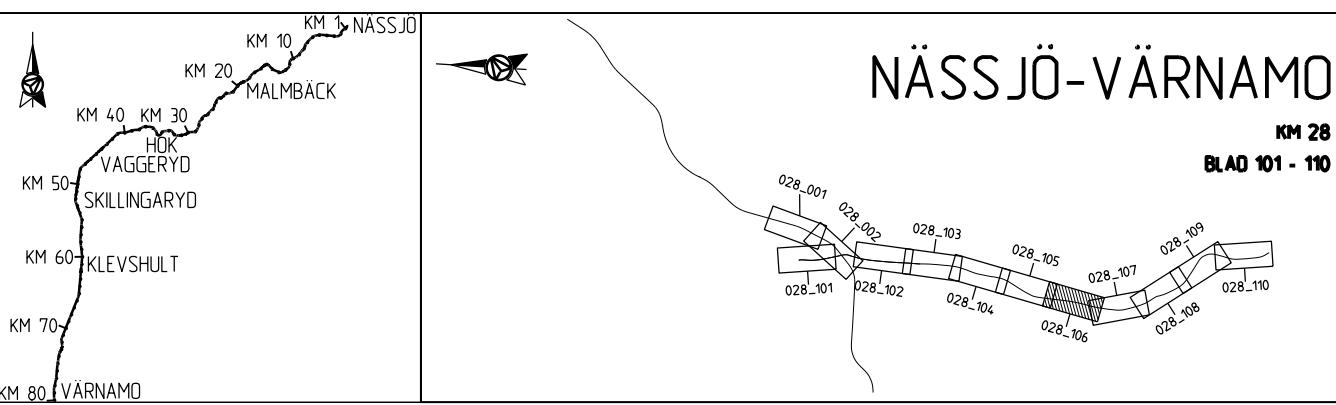 KM 1
NÄSSJÖ
KM 10
KM 20
MALMBÄCK
KM 40
KM 30
HOK
VAGGERYD
KM 50
SKILLINGARYD
KM 60
KLEVSHULT
KM 70
KM 80
VÄRNAMO
NÄSSJÖ-VÄRNAMO
KM 28
BLAD 101 - 110
028_001
028_002
028_103
028_109
028_105
028_107
028_101
028_102
028_104
028_106
028_108
028_110